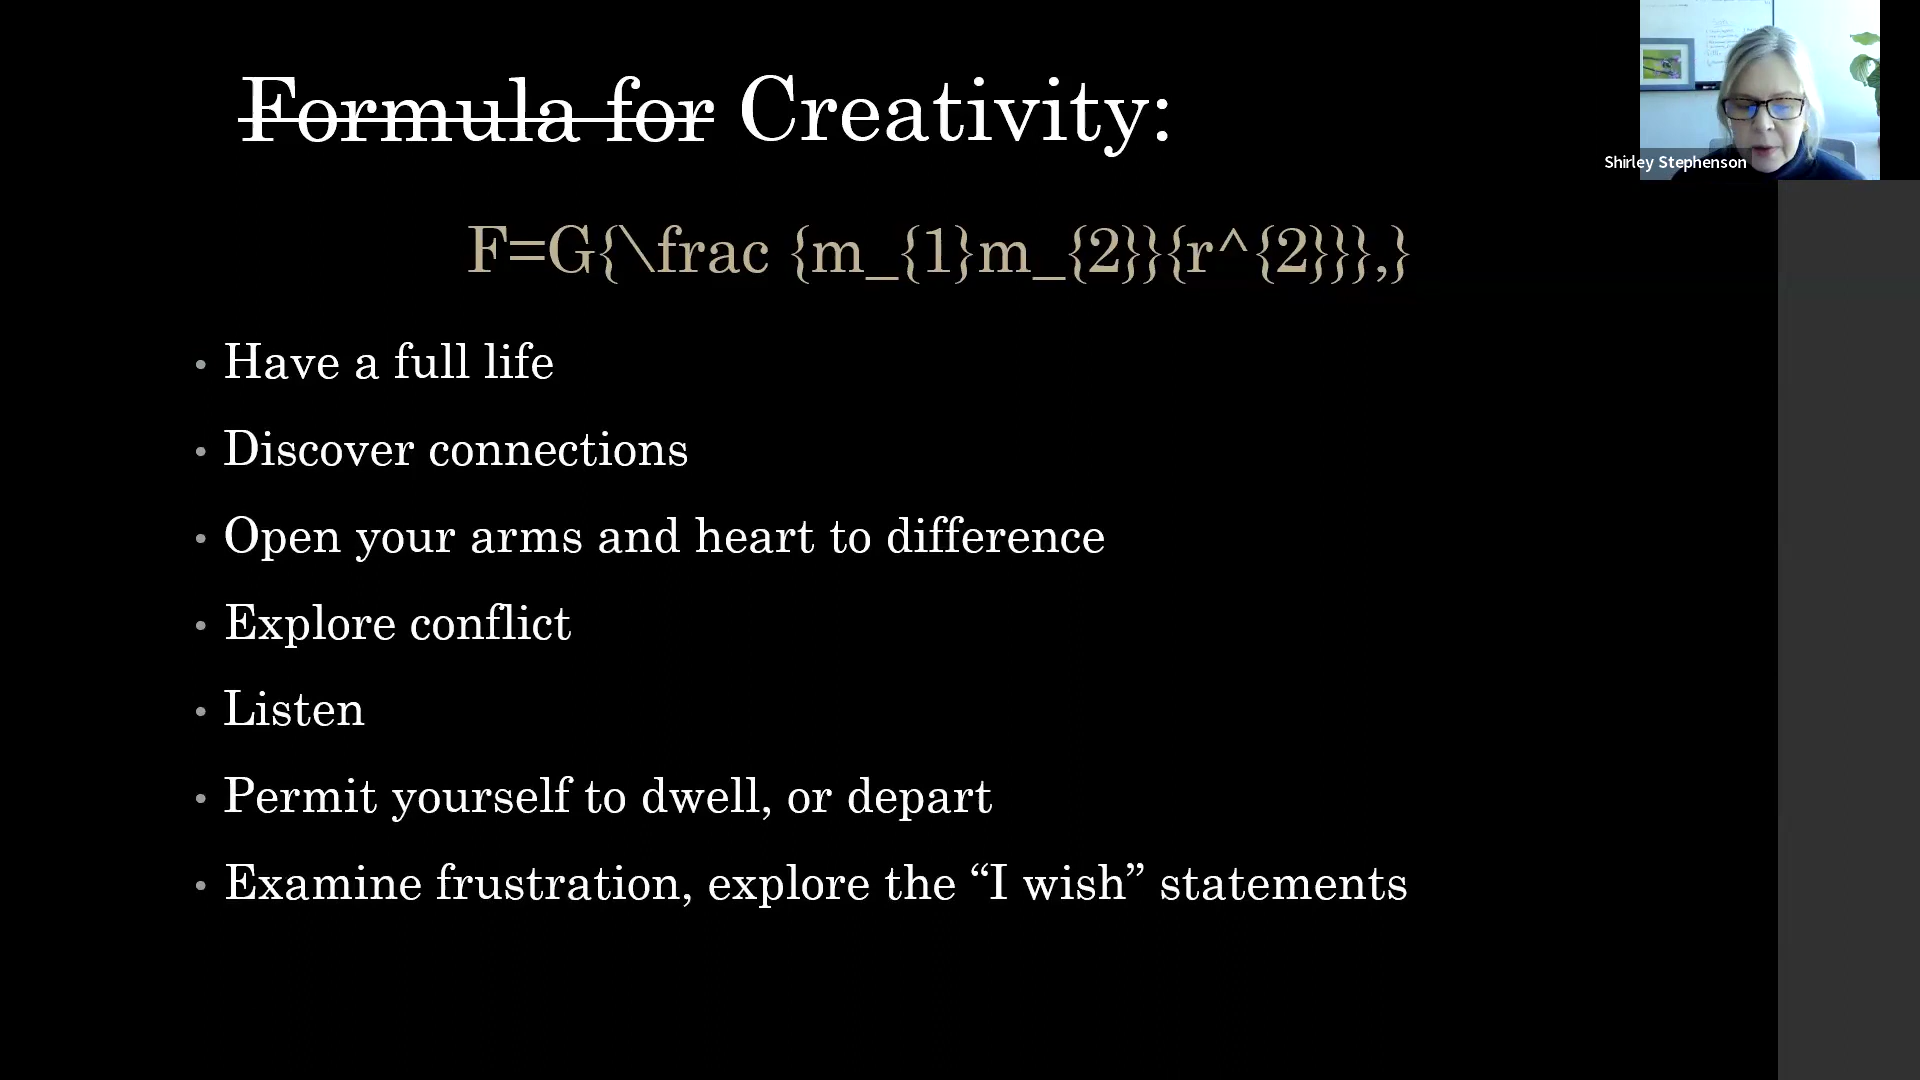 Formula for Creativity:
Shirley Stephenson
F=G{\frac {m_{1}m_{2}}{r^{2}}},}
• Have a full life
• Discover connections
• Open your arms and heart to difference
• Explore conflict
• Listen
• Permit yourself to dwell, or depart
• Examine frustration, explore the “I wish” statements